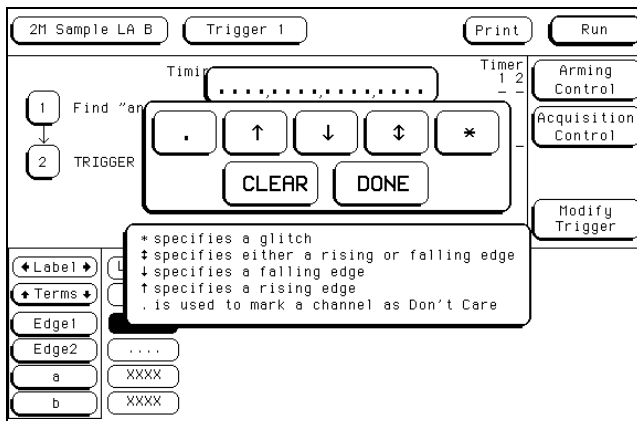 2M Sample LA B Trigger 1 Print Run
Timer
1 2
....,....,....,....
Arming
Control
1 Find "an
. ↑ ↓ ↕ *
Acquisition
Control
2 TRIGGER
CLEAR DONE
Modify
Trigger
* specifies a glitch
↕ specifies either a rising or falling edge
↓ specifies a falling edge
↑ specifies a rising edge
. is used to mark a channel as Don't Care
←Label→
↑Terms↓
Edge1
Edge2 ....
a XXXX
b XXXX